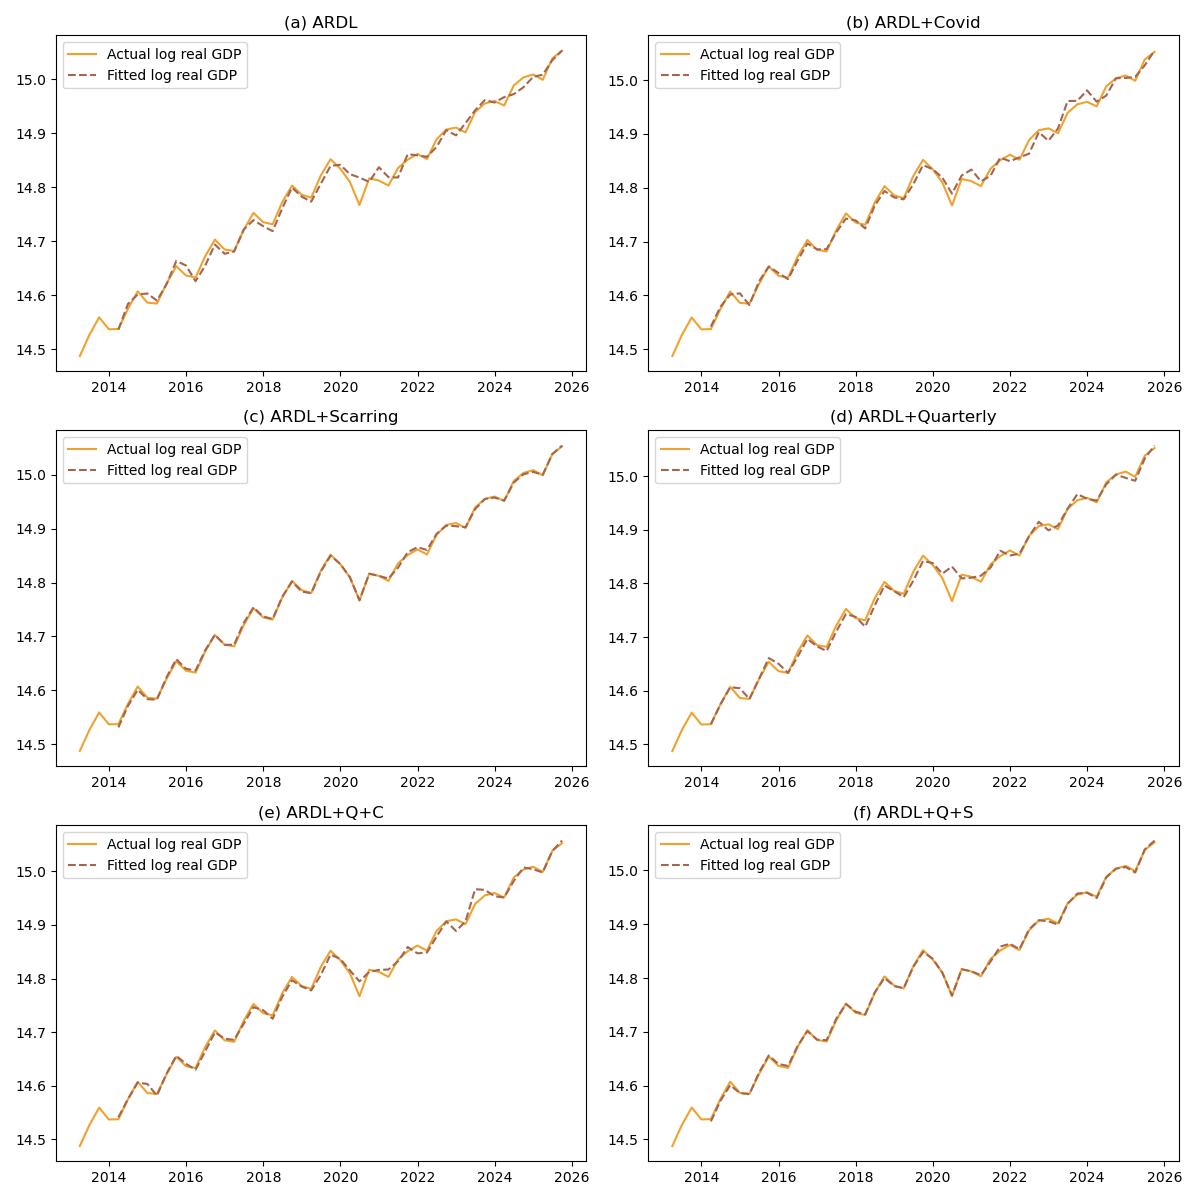 (a) ARDL
Actual log real GDP
Fitted log real GDP
15.0
14.9
14.8
14.7
14.6
14.5
2014 2016 2018 2020 2022 2024 2026
(b) ARDL+Covid
Actual log real GDP
Fitted log real GDP
15.0
14.9
14.8
14.7
14.6
14.5
2014 2016 2018 2020 2022 2024 2026
(c) ARDL+Scarring
Actual log real GDP
Fitted log real GDP
15.0
14.9
14.8
14.7
14.6
14.5
2014 2016 2018 2020 2022 2024 2026
(d) ARDL+Quarterly
Actual log real GDP
Fitted log real GDP
15.0
14.9
14.8
14.7
14.6
14.5
2014 2016 2018 2020 2022 2024 2026
(e) ARDL+Q+C
Actual log real GDP
Fitted log real GDP
15.0
14.9
14.8
14.7
14.6
14.5
2014 2016 2018 2020 2022 2024 2026
(f) ARDL+Q+S
Actual log real GDP
Fitted log real GDP
15.0
14.9
14.8
14.7
14.6
14.5
2014 2016 2018 2020 2022 2024 2026